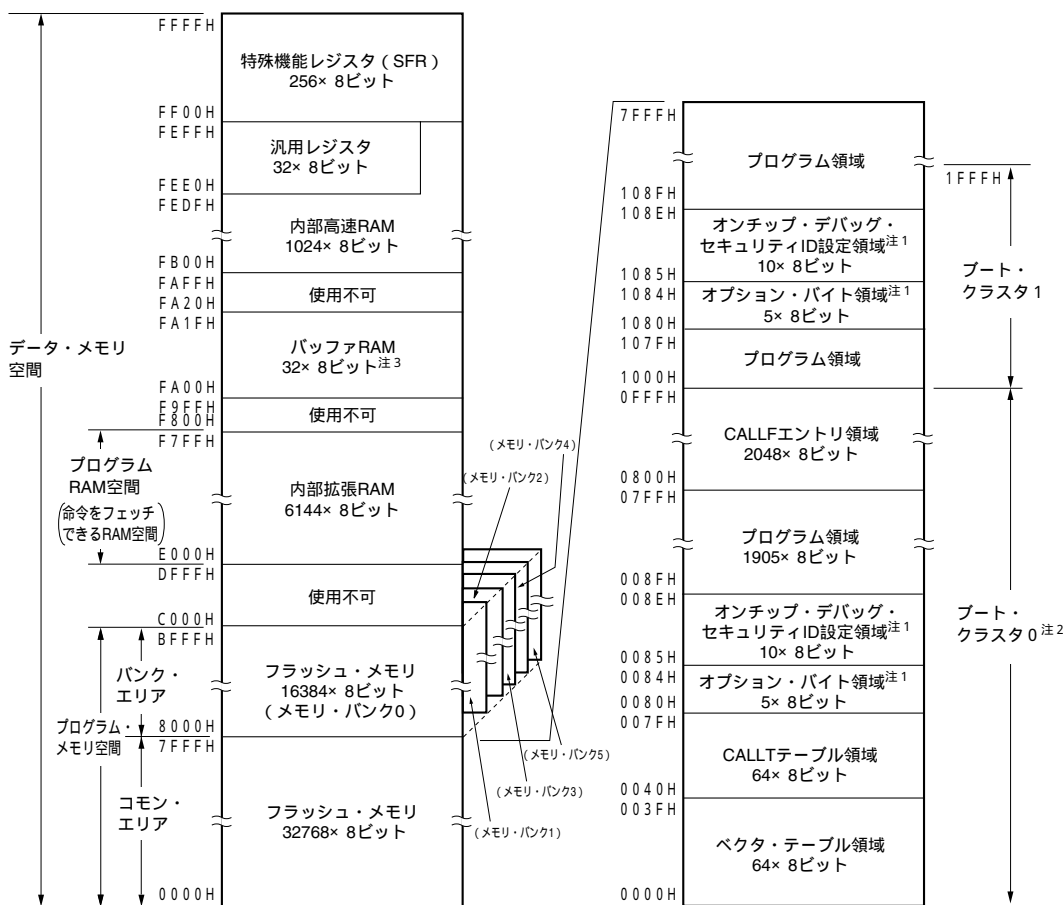 FFFFH
特殊機能レジスタ（SFR）
256× 8ビット
FF00H
FEFFH
汎用レジスタ
32× 8ビット
FEE0H
FEDFH
内部高速RAM
1024× 8ビット
FB00H
FAFFH
使用不可
FA20H
FA1FH
バッファRAM
32× 8ビット注3
FA00H
F9FFH
使用不可
F800H
F7FFH
内部拡張RAM
6144× 8ビット
E000H
DFFFH
使用不可
C000H
BFFFH
フラッシュ・メモリ
16384× 8ビット
（メモリ・バンク0）
8000H
7FFFH
フラッシュ・メモリ
32768× 8ビット
0000H
データ・メモリ
空間
プログラム
RAM空間
(命令をフェッチ
できるRAM空間)
プログラム・
メモリ空間
バンク・
エリア
コモン・
エリア
（メモリ・バンク4）
（メモリ・バンク2）
（メモリ・バンク5）
（メモリ・バンク3）
（メモリ・バンク1）
7FFFH
プログラム領域
1FFFH
108FH
108EH
オンチップ・デバッグ・
セキュリティID設定領域注1
10× 8ビット
1085H
1084H
オプション・バイト領域注1
5× 8ビット
1080H
107FH
プログラム領域
1000H
0FFFH
CALLFエントリ領域
2048× 8ビット
0800H
07FFH
プログラム領域
1905× 8ビット
008FH
008EH
オンチップ・デバッグ・
セキュリティID設定領域注1
10× 8ビット
0085H
0084H
オプション・バイト領域注1
5× 8ビット
0080H
007FH
CALLTテーブル領域
64× 8ビット
0040H
003FH
ベクタ・テーブル領域
64× 8ビット
0000H
ブート・
クラスタ1
ブート・
クラスタ0注2